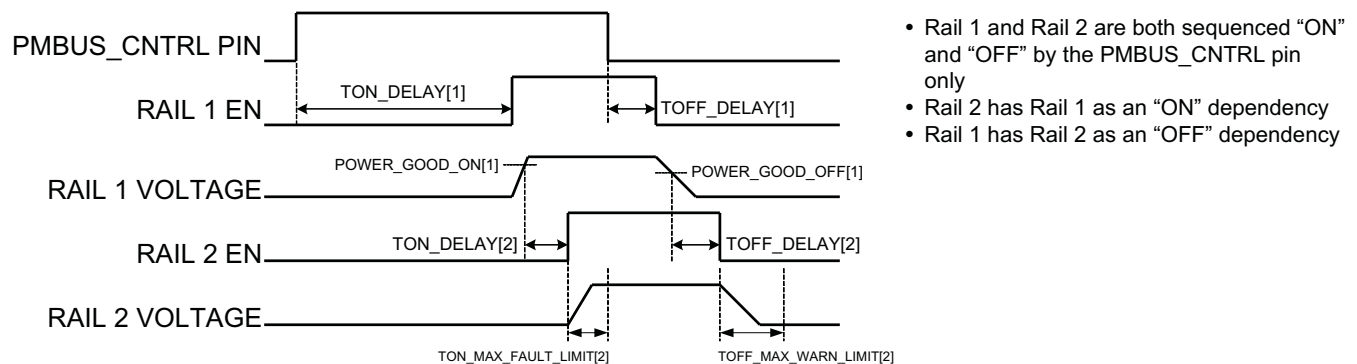 PMBUS_CNTRL PIN
RAIL 1 EN
TON_DELAY[1]
TOFF_DELAY[1]
RAIL 1 VOLTAGE
POWER_GOOD_ON[1]
POWER_GOOD_OFF[1]
RAIL 2 EN
TON_DELAY[2]
TOFF_DELAY[2]
RAIL 2 VOLTAGE
TON_MAX_FAULT_LIMIT[2]
TOFF_MAX_WARN_LIMIT[2]
• Rail 1 and Rail 2 are both sequenced “ON”
and “OFF” by the PMBUS_CNTRL pin
only
• Rail 2 has Rail 1 as an “ON” dependency
• Rail 1 has Rail 2 as an “OFF” dependency